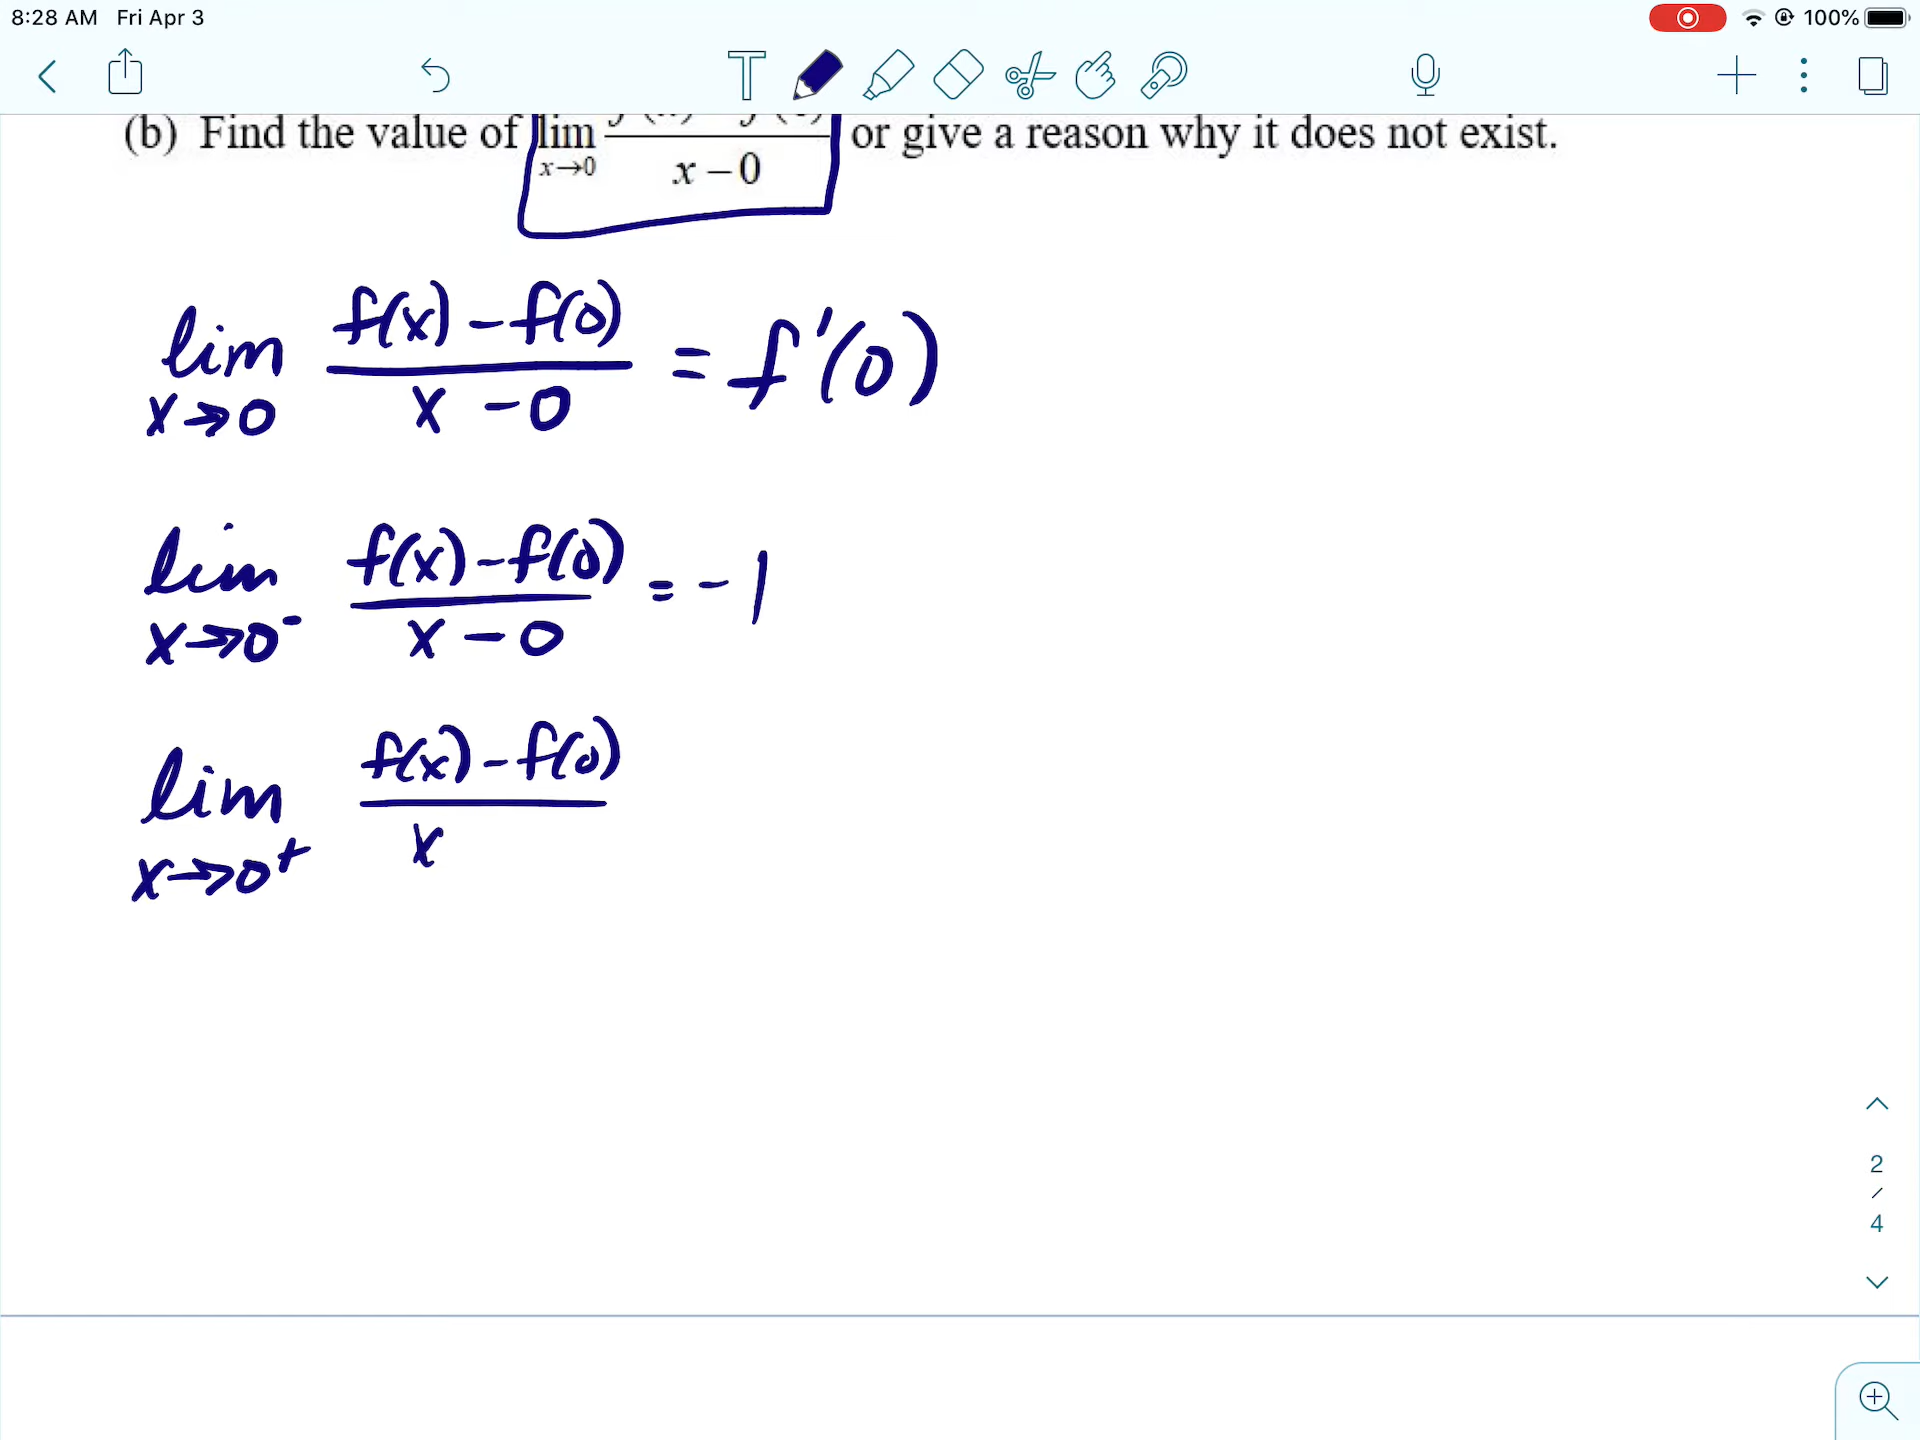 8:28 AM Fri Apr 3 100%
T
(b) Find the value of lim x→0 f(x) − f(0) / x − 0 or give a reason why it does not exist.
lim x→0 f(x) − f(0) / x − 0 = f'(0)
lim x→0⁻ f(x) − f(0) / x − 0 = −1
lim x→0⁺ f(x) − f(0) / x
2
/
4